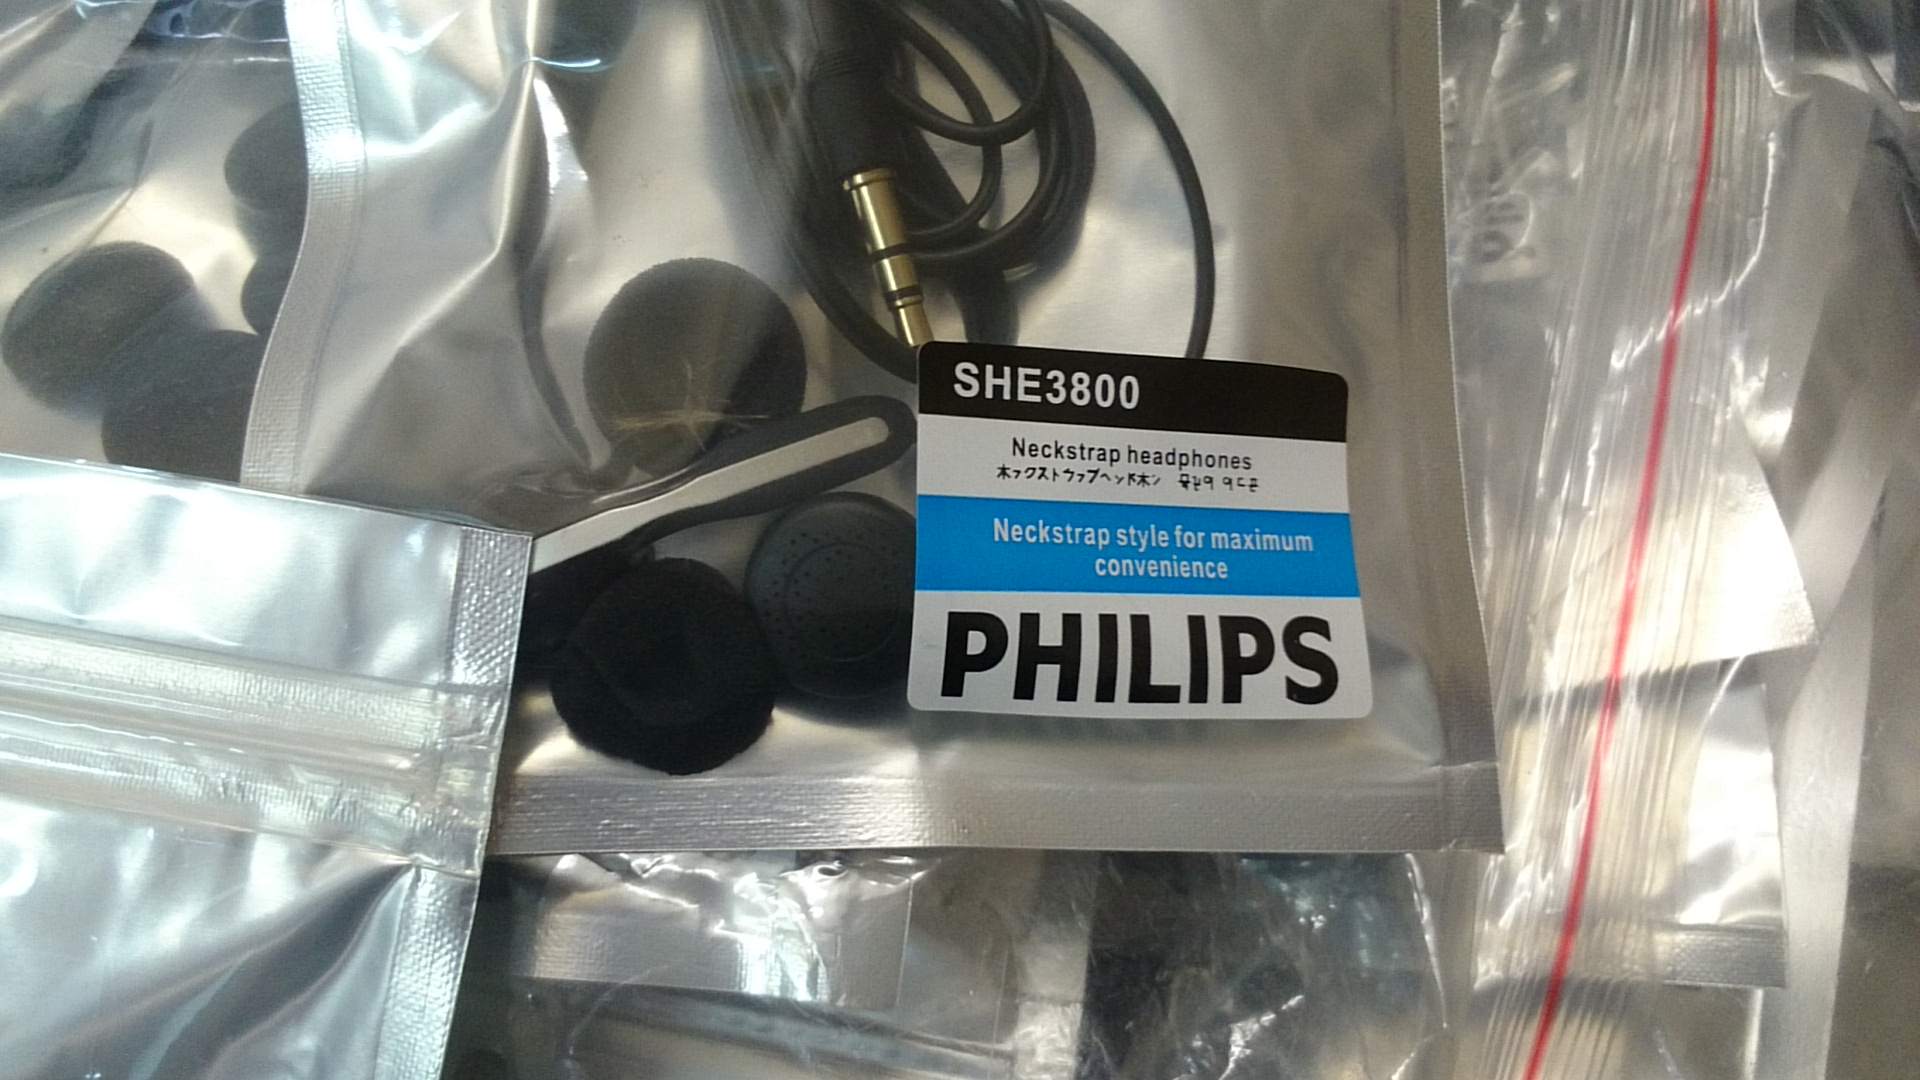 SHE3800
Neckstrap headphones
Neckstrap style for maximum
convenience
PHILIPS